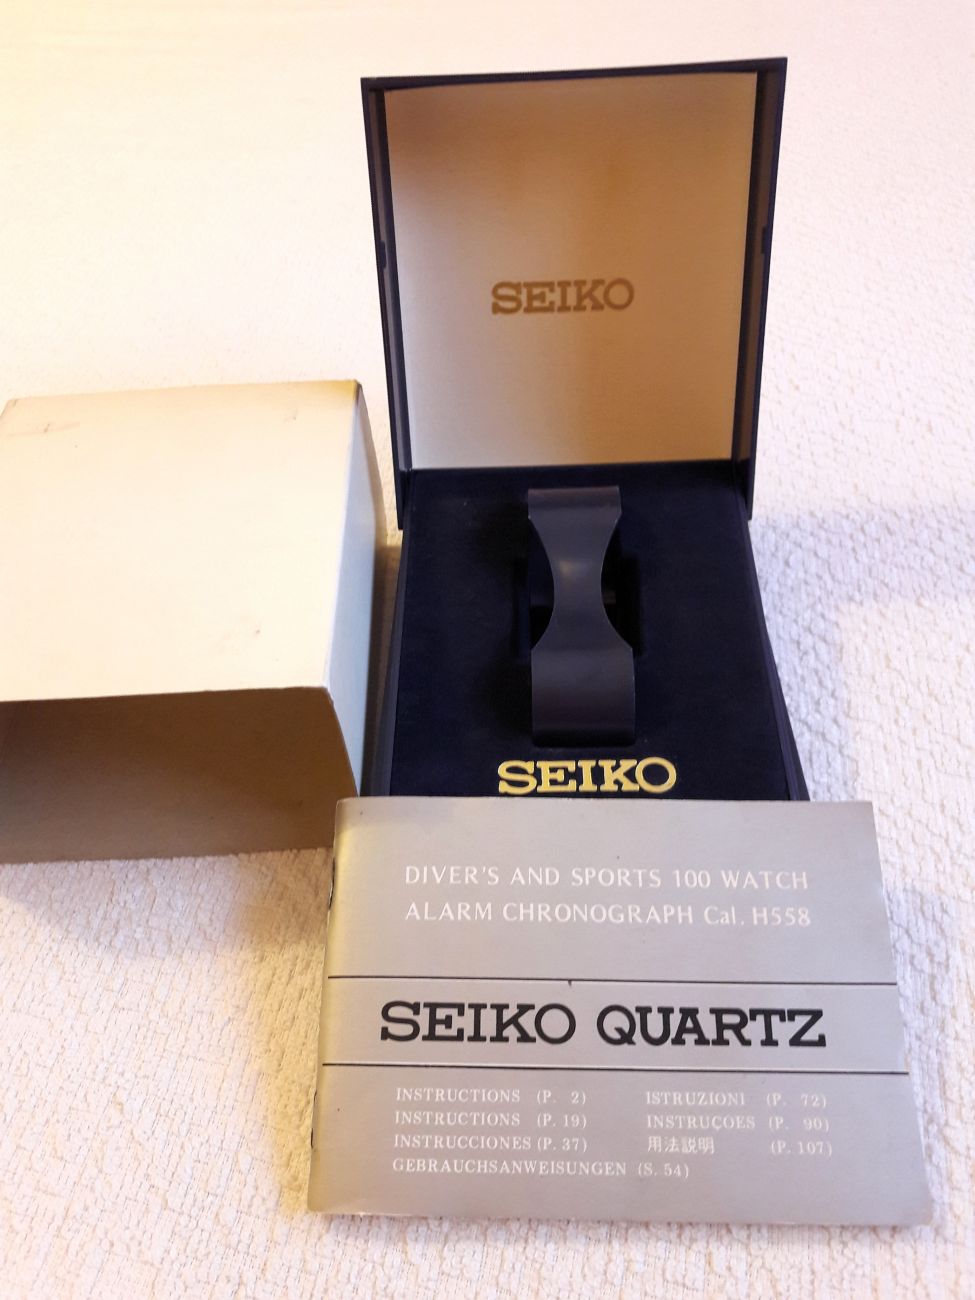 SEIKO
SEIKO
DIVER'S AND SPORTS 100 WATCH
ALARM CHRONOGRAPH Cal. H558
SEIKO QUARTZ
INSTRUCTIONS (P. 2)
INSTRUCTIONS (P. 19)
INSTRUCCIONES (P. 37)
GEBRAUCHSANWEISUNGEN (S. 54)
ISTRUZIONI (P. 72)
INSTRUÇOES (P. 90)
用法説明 (P. 107)